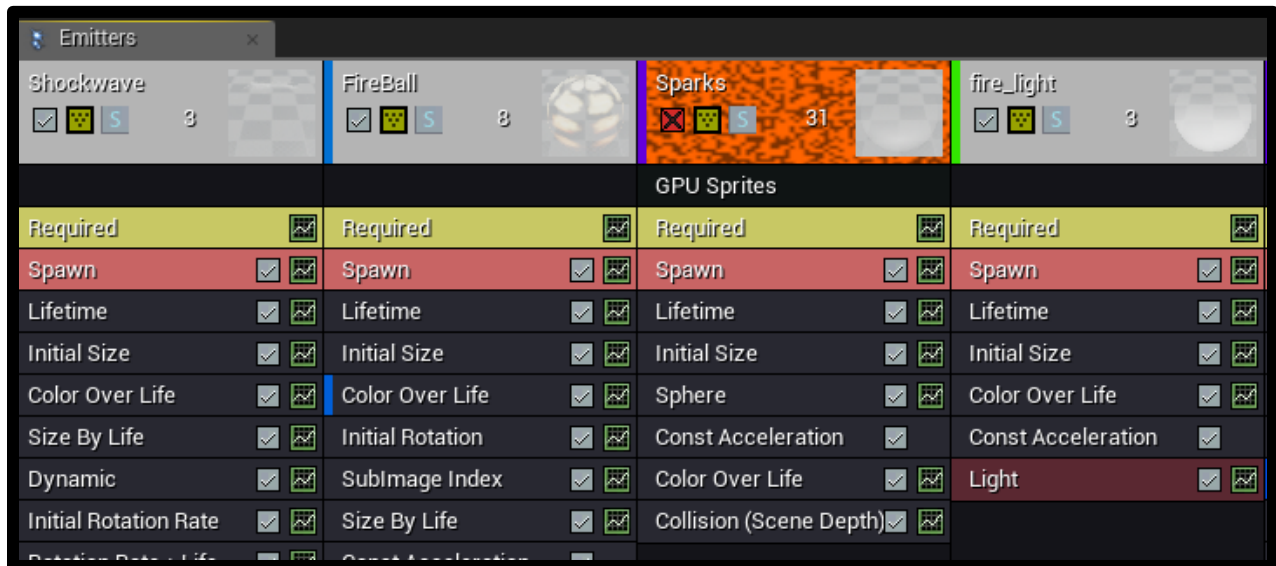 Emitters
Shockwave
S 3
Required
Spawn
Lifetime
Initial Size
Color Over Life
Size By Life
Dynamic
Initial Rotation Rate
FireBall
S 8
Required
Spawn
Lifetime
Initial Size
Color Over Life
Initial Rotation
SubImage Index
Size By Life
Const Acceleration
Sparks
S 31
GPU Sprites
Required
Spawn
Lifetime
Initial Size
Sphere
Const Acceleration
Color Over Life
Collision (Scene Depth)
fire_light
S 3
Required
Spawn
Lifetime
Initial Size
Color Over Life
Const Acceleration
Light